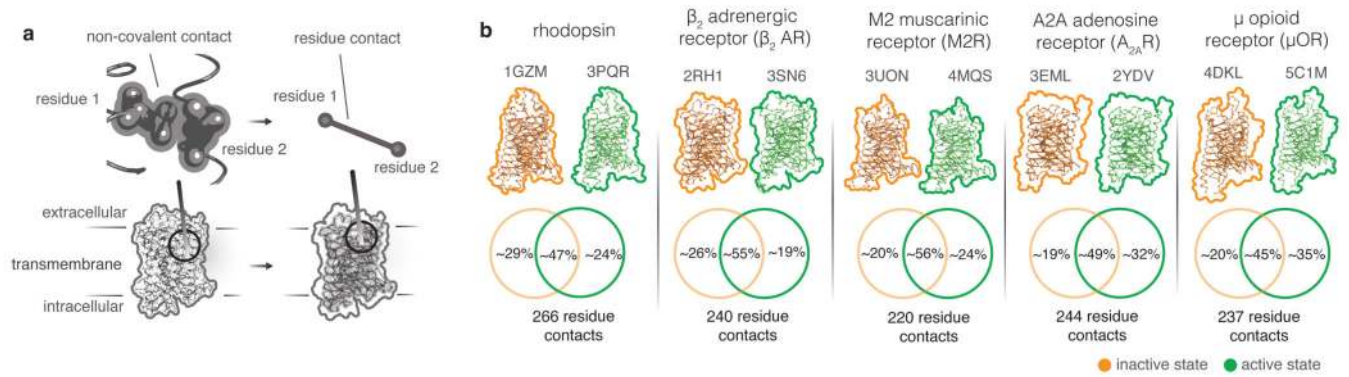 a
non-covalent contact
residue contact
residue 1
residue 2
residue 1
residue 2
extracellular
transmembrane
intracellular
b
rhodopsin
1GZM
3PQR
~29%
~47%
~24%
266 residue
contacts
β₂ adrenergic
receptor (β₂ AR)
2RH1
3SN6
~26%
~55%
~19%
240 residue
contacts
M2 muscarinic
receptor (M2R)
3UON
4MQS
~20%
~56%
~24%
220 residue
contacts
A2A adenosine
receptor (A₂ₐR)
3EML
2YDV
~19%
~49%
~32%
244 residue
contacts
μ opioid
receptor (μOR)
4DKL
5C1M
~20%
~45%
~35%
237 residue
contacts
inactive state
active state